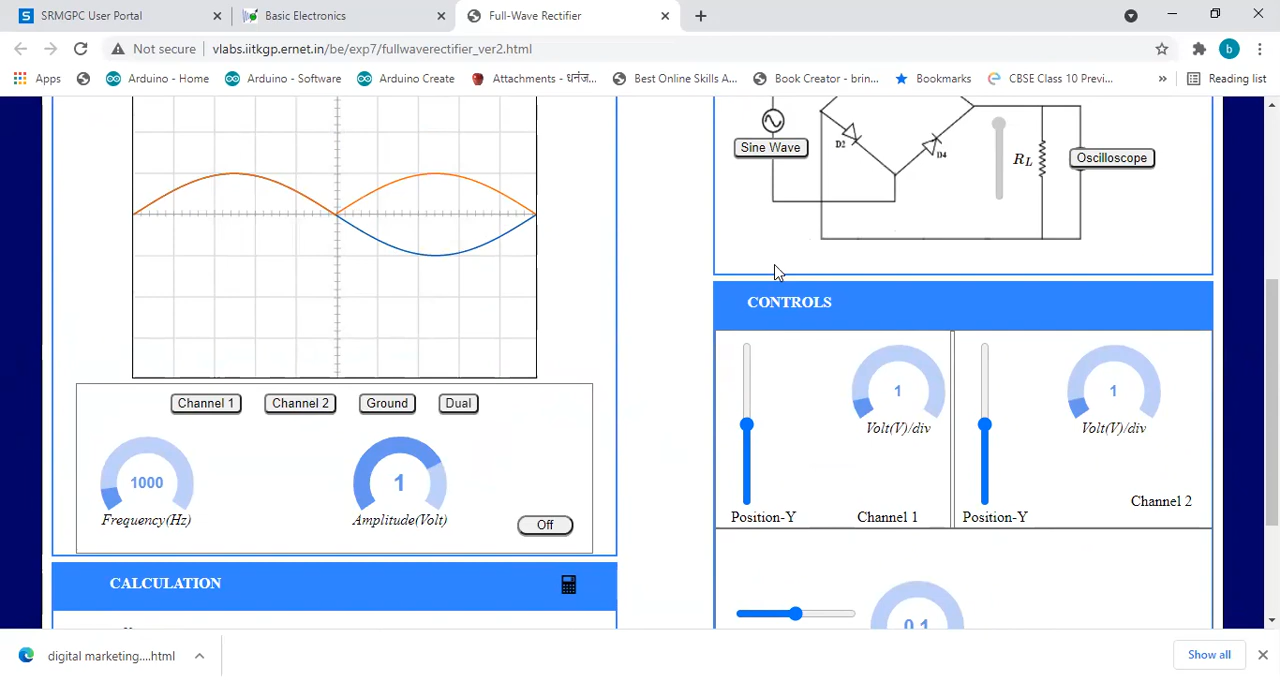 SRMGPC User Portal
Basic Electronics
Full-Wave Rectifier
Not secure
vlabs.iitkgp.ernet.in/be/exp7/fullwaverectifier_ver2.html
b
Apps
Arduino - Home
Arduino - Software
Arduino Create
Attachments - धनंज...
Best Online Skills A...
Book Creator - brin...
Bookmarks
CBSE Class 10 Previ...
»
Reading list
Sine Wave
D2
D4
RL
Oscilloscope
CONTROLS
1
Volt(V)/div
1
Volt(V)/div
Position-Y
Channel 1
Position-Y
Channel 2
0.1
Channel 1
Channel 2
Ground
Dual
1000
Frequency(Hz)
1
Amplitude(Volt)
Off
CALCULATION
digital marketing....html
Show all